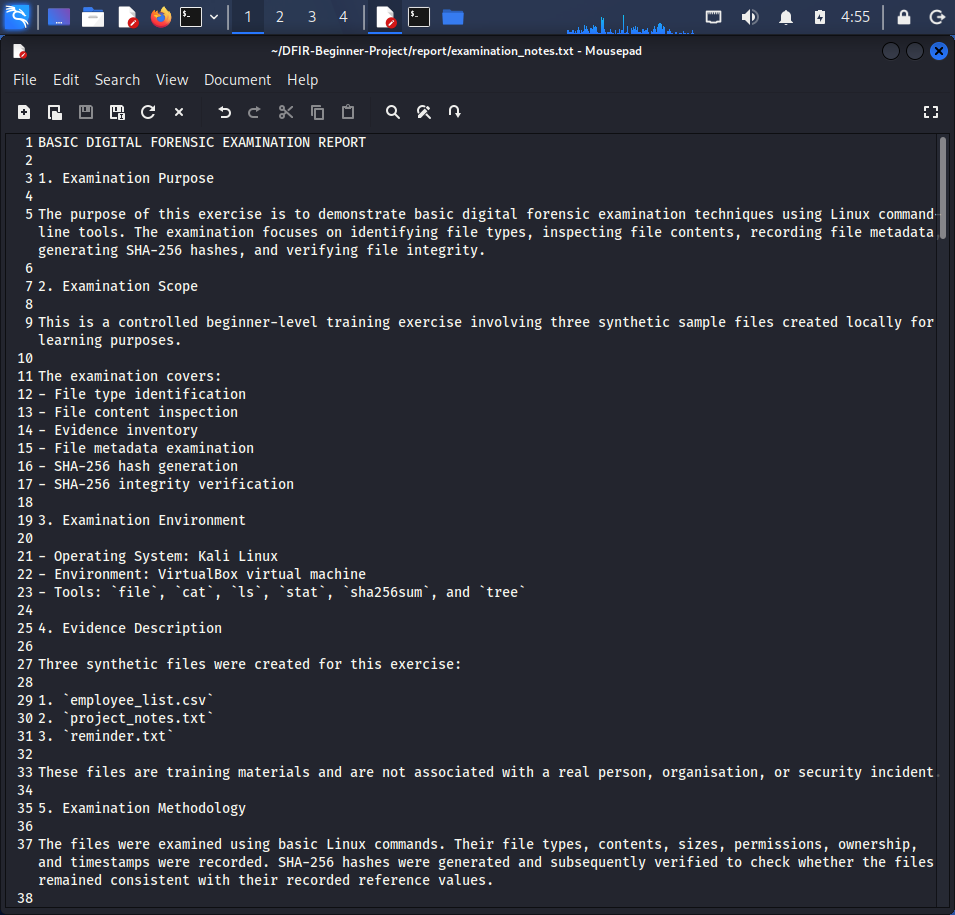 1 2 3 4 4:55
~/DFIR-Beginner-Project/report/examination_notes.txt - Mousepad
File Edit Search View Document Help
1 BASIC DIGITAL FORENSIC EXAMINATION REPORT
2
3 1. Examination Purpose
4
5 The purpose of this exercise is to demonstrate basic digital forensic examination techniques using Linux command-
line tools. The examination focuses on identifying file types, inspecting file contents, recording file metadata,
generating SHA-256 hashes, and verifying file integrity.
6
7 2. Examination Scope
8
9 This is a controlled beginner-level training exercise involving three synthetic sample files created locally for
learning purposes.
10
11 The examination covers:
12 - File type identification
13 - File content inspection
14 - Evidence inventory
15 - File metadata examination
16 - SHA-256 hash generation
17 - SHA-256 integrity verification
18
19 3. Examination Environment
20
21 - Operating System: Kali Linux
22 - Environment: VirtualBox virtual machine
23 - Tools: `file`, `cat`, `ls`, `stat`, `sha256sum`, and `tree`
24
25 4. Evidence Description
26
27 Three synthetic files were created for this exercise:
28
29 1. `employee_list.csv`
30 2. `project_notes.txt`
31 3. `reminder.txt`
32
33 These files are training materials and are not associated with a real person, organisation, or security incident.
34
35 5. Examination Methodology
36
37 The files were examined using basic Linux commands. Their file types, contents, sizes, permissions, ownership,
and timestamps were recorded. SHA-256 hashes were generated and subsequently verified to check whether the files
remained consistent with their recorded reference values.
38